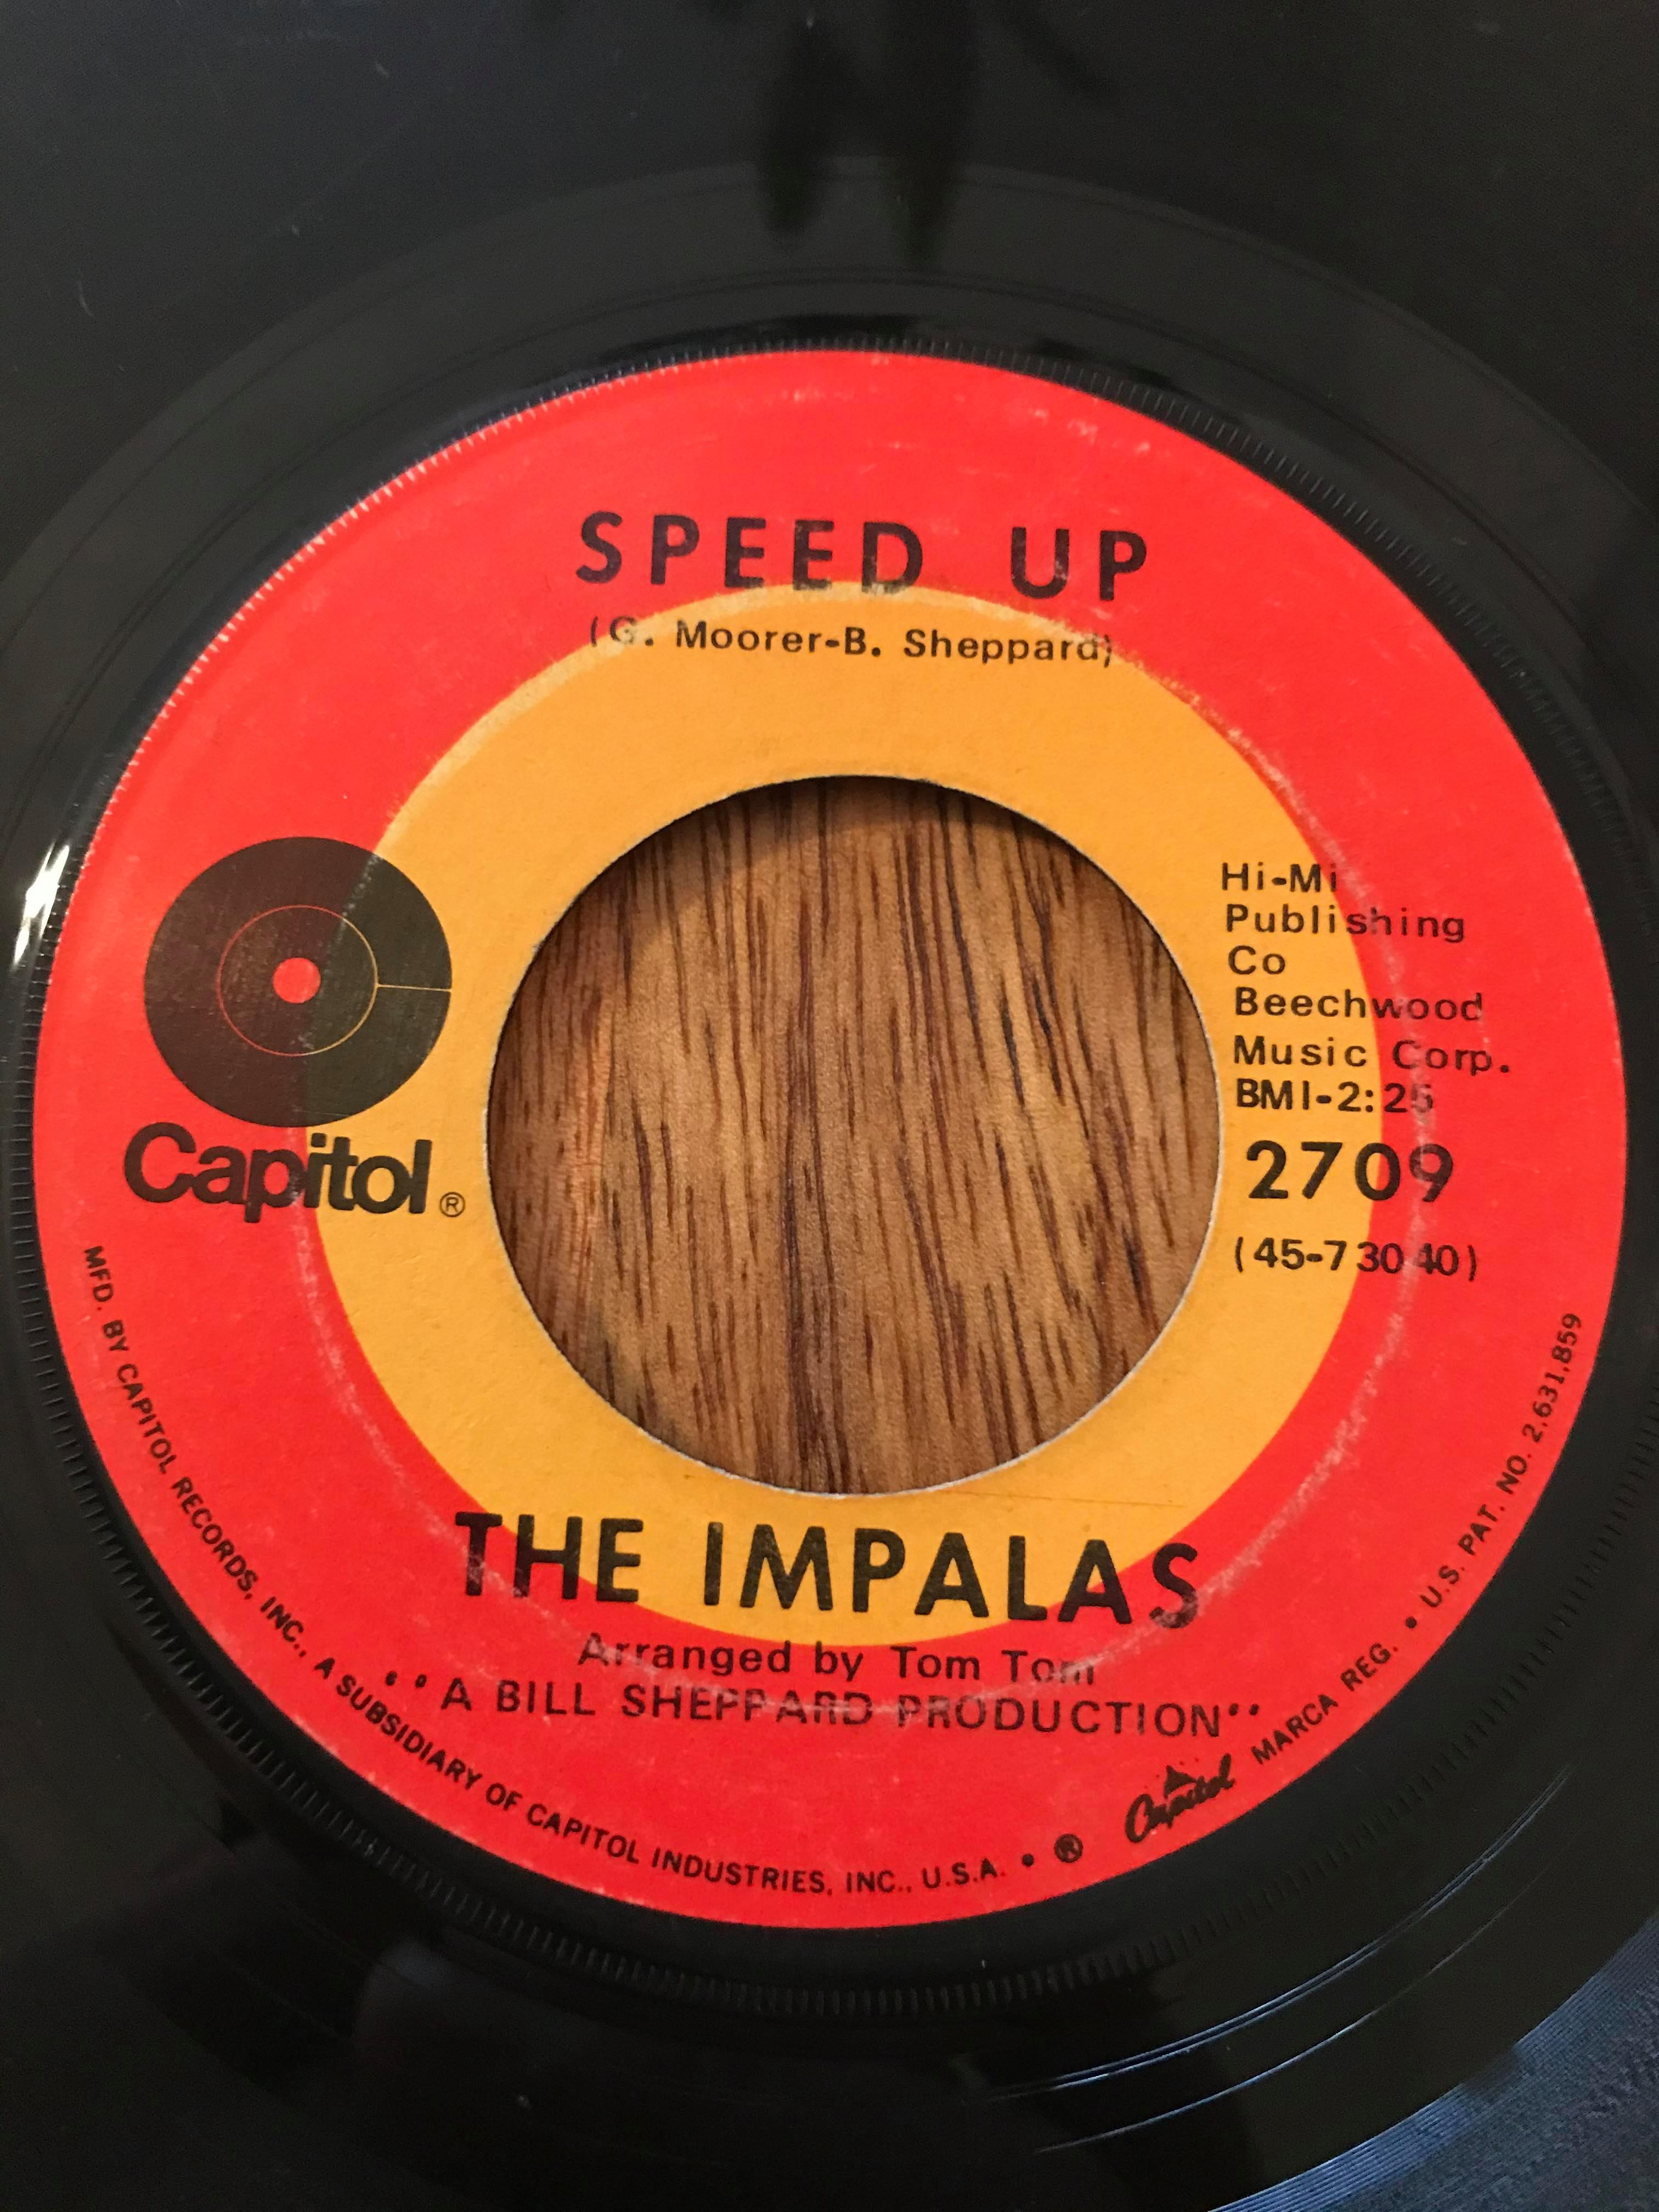 SPEED UP
(G. Moorer-B. Sheppard)
Capitol®
Hi-Mi
Publishing
Co
Beechwood
Music Corp.
BMI-2:25
2709
(45-73040)
THE IMPALAS
Arranged by Tom Tom
"A BILL SHEPPARD PRODUCTION"
MFD. BY CAPITOL RECORDS, INC., A SUBSIDIARY OF CAPITOL INDUSTRIES, INC., U.S.A. • ® Capitol MARCA REG. • U.S. PAT. NO. 2,631,859